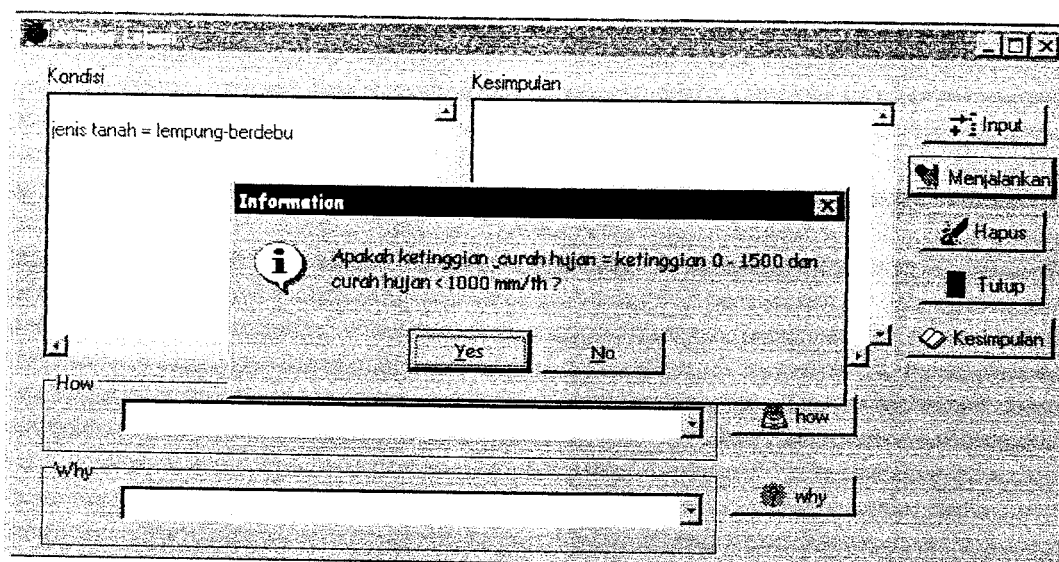 Kondisi
Kesimpulan
jenis tanah = lempung-berdebu
Input
Menjalankan
Information
Hapus
Apakah ketinggian _curah hujan = ketinggian 0 - 1500 dan
curah hujan < 1000 mm/th ?
Tutup
Kesimpulan
Yes
No
How
how
Why
why